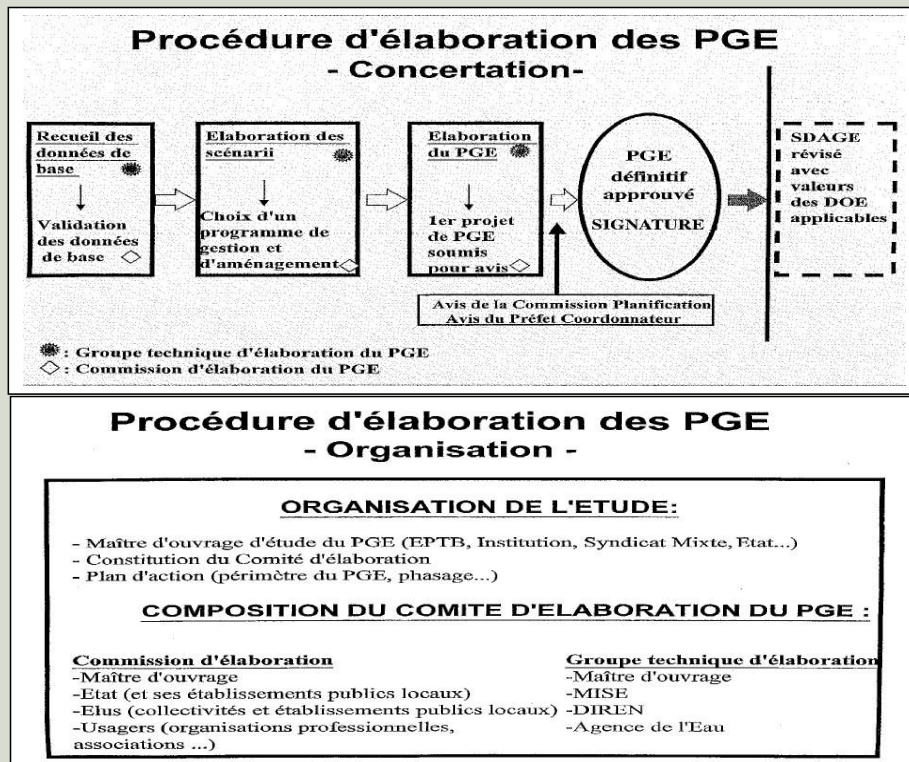 Procédure d'élaboration des PGE
- Concertation-
Recueil des
données de
base
Validation
des données
de base
Elaboration des
scénarii
Choix d'un
programme de
gestion et
d'aménagement
Elaboration
du PGE
1er projet
de PGE
soumis
pour avis
PGE
définitif
approuvé
SIGNATURE
SDAGE
révisé
avec
valeurs
des DOE
applicables
Avis de la Commission Planification
Avis du Préfet Coordonnateur
: Groupe technique d'élaboration du PGE
: Commission d'élaboration du PGE
Procédure d'élaboration des PGE
- Organisation -
ORGANISATION DE L'ETUDE:
- Maître d'ouvrage d'étude du PGE (EPTB, Institution, Syndicat Mixte, Etat...)
- Constitution du Comité d'élaboration
- Plan d'action (périmètre du PGE, phasage...)
COMPOSITION DU COMITE D'ELABORATION DU PGE :
Commission d'élaboration
-Maître d'ouvrage
-Etat (et ses établissements publics locaux)
-Elus (collectivités et établissements publics locaux)
-Usagers (organisations professionnelles,
associations ...)
Groupe technique d'élaboration
-Maître d'ouvrage
-MISE
-DIREN
-Agence de l'Eau